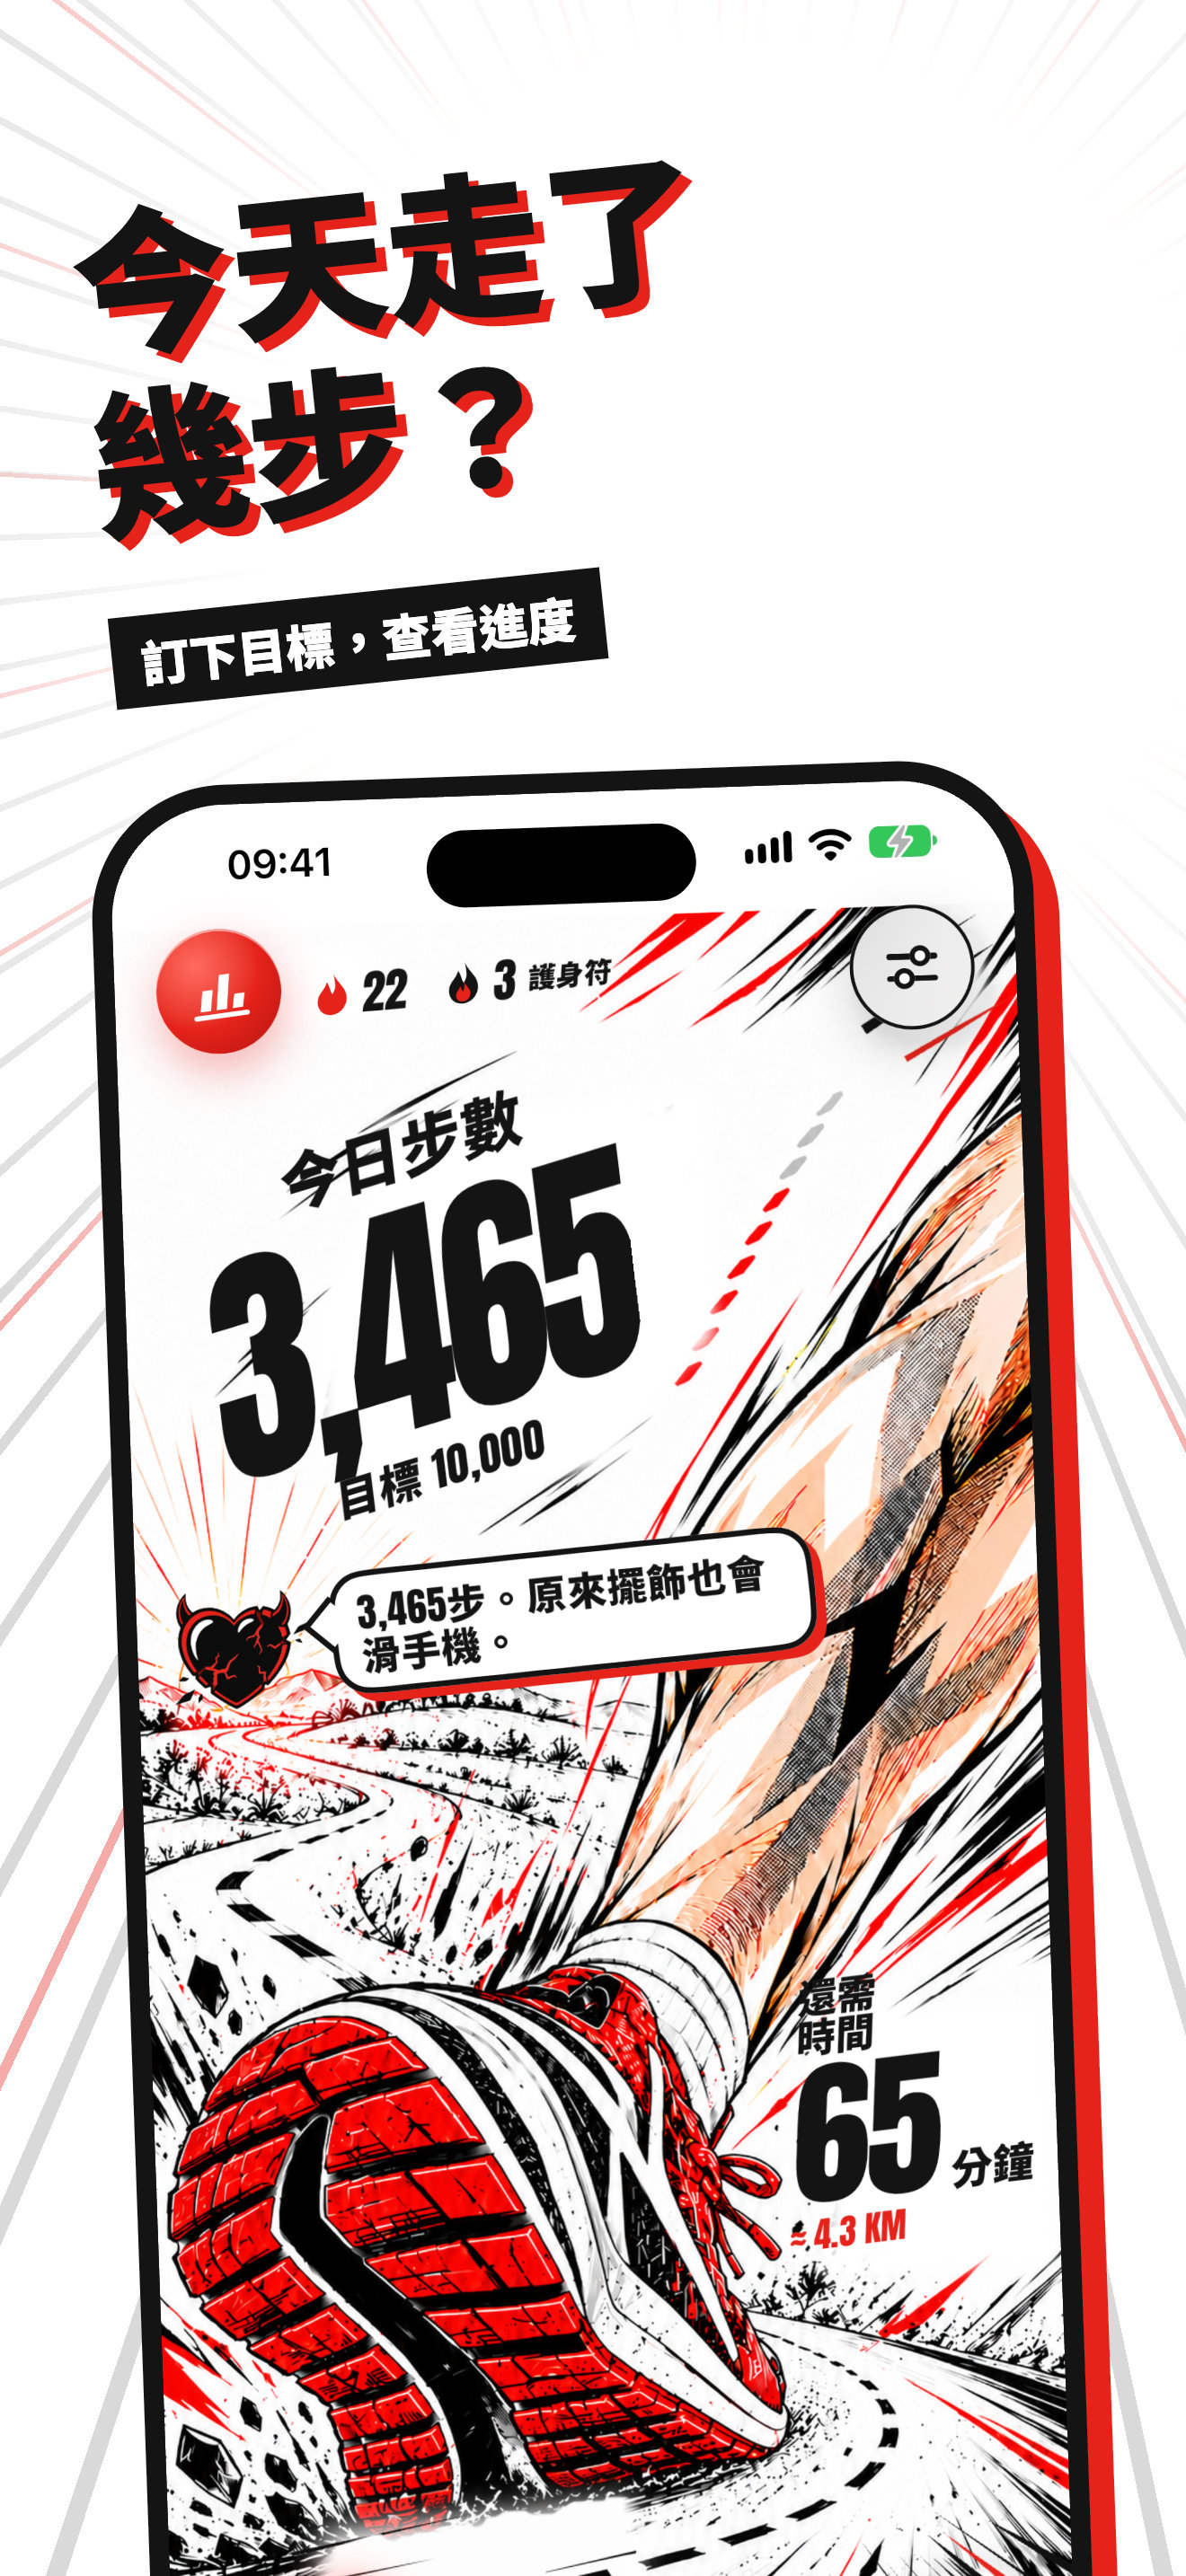 今天走了
幾步？
訂下目標，查看進度
09:41
22 3 護身符
今日步數
3,465
目標 10,000
3,465步。原來擺飾也會
滑手機。
還需
時間
65 分鐘
≈ 4.3 KM